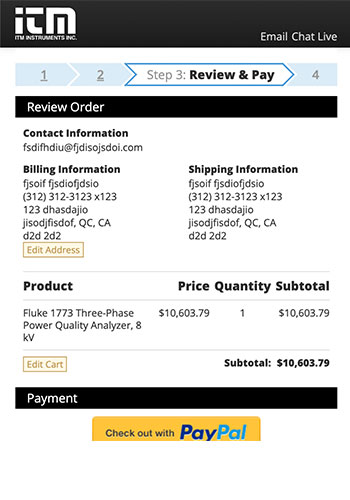 itm
ITM INSTRUMENTS INC.
Email Chat Live
1 2 Step 3: Review & Pay 4
Review Order
Contact Information
fsdifhdiu@fjdisojsdoi.com
Billing Information
fjsoif fjsdiofjdsio
(312) 312-3123 x123
123 dhasdajio
jisodjfisdof, QC, CA
d2d 2d2
Edit Address
Shipping Information
fjsoif fjsdiofjdsio
(312) 312-3123 x123
123 dhasdajio
jisodjfisdof, QC, CA
d2d 2d2
Product Price Quantity Subtotal
Fluke 1773 Three-Phase $10,603.79 1 $10,603.79
Power Quality Analyzer, 8
kV
Edit Cart Subtotal: $10,603.79
Payment
Check out with PayPal